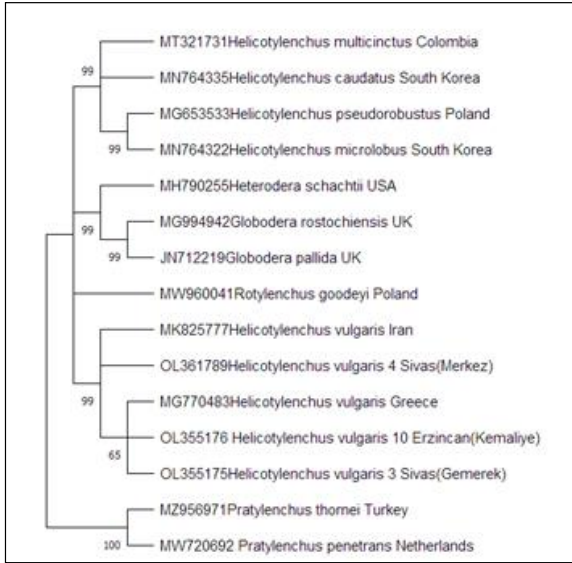 MT321731Helicotylenchus multicinctus Colombia
99
MN764335Helicotylenchus caudatus South Korea
MG653533Helicotylenchus pseudorobustus Poland
99
MN764322Helicotylenchus microlobus South Korea
MH790255Heterodera schachtii USA
99
MG994942Globodera rostochiensis UK
99
JN712219Globodera pallida UK
MW960041Rotylenchus goodeyi Poland
MK825777Helicotylenchus vulgaris Iran
OL361789Helicotylenchus vulgaris 4 Sivas(Merkez)
99
MG770483Helicotylenchus vulgaris Greece
OL355176 Helicotylenchus vulgaris 10 Erzincan(Kemaliye)
65
OL355175Helicotylenchus vulgaris 3 Sivas(Gemerek)
MZ956971Pratylenchus thornei Turkey
100
MW720692 Pratylenchus penetrans Netherlands